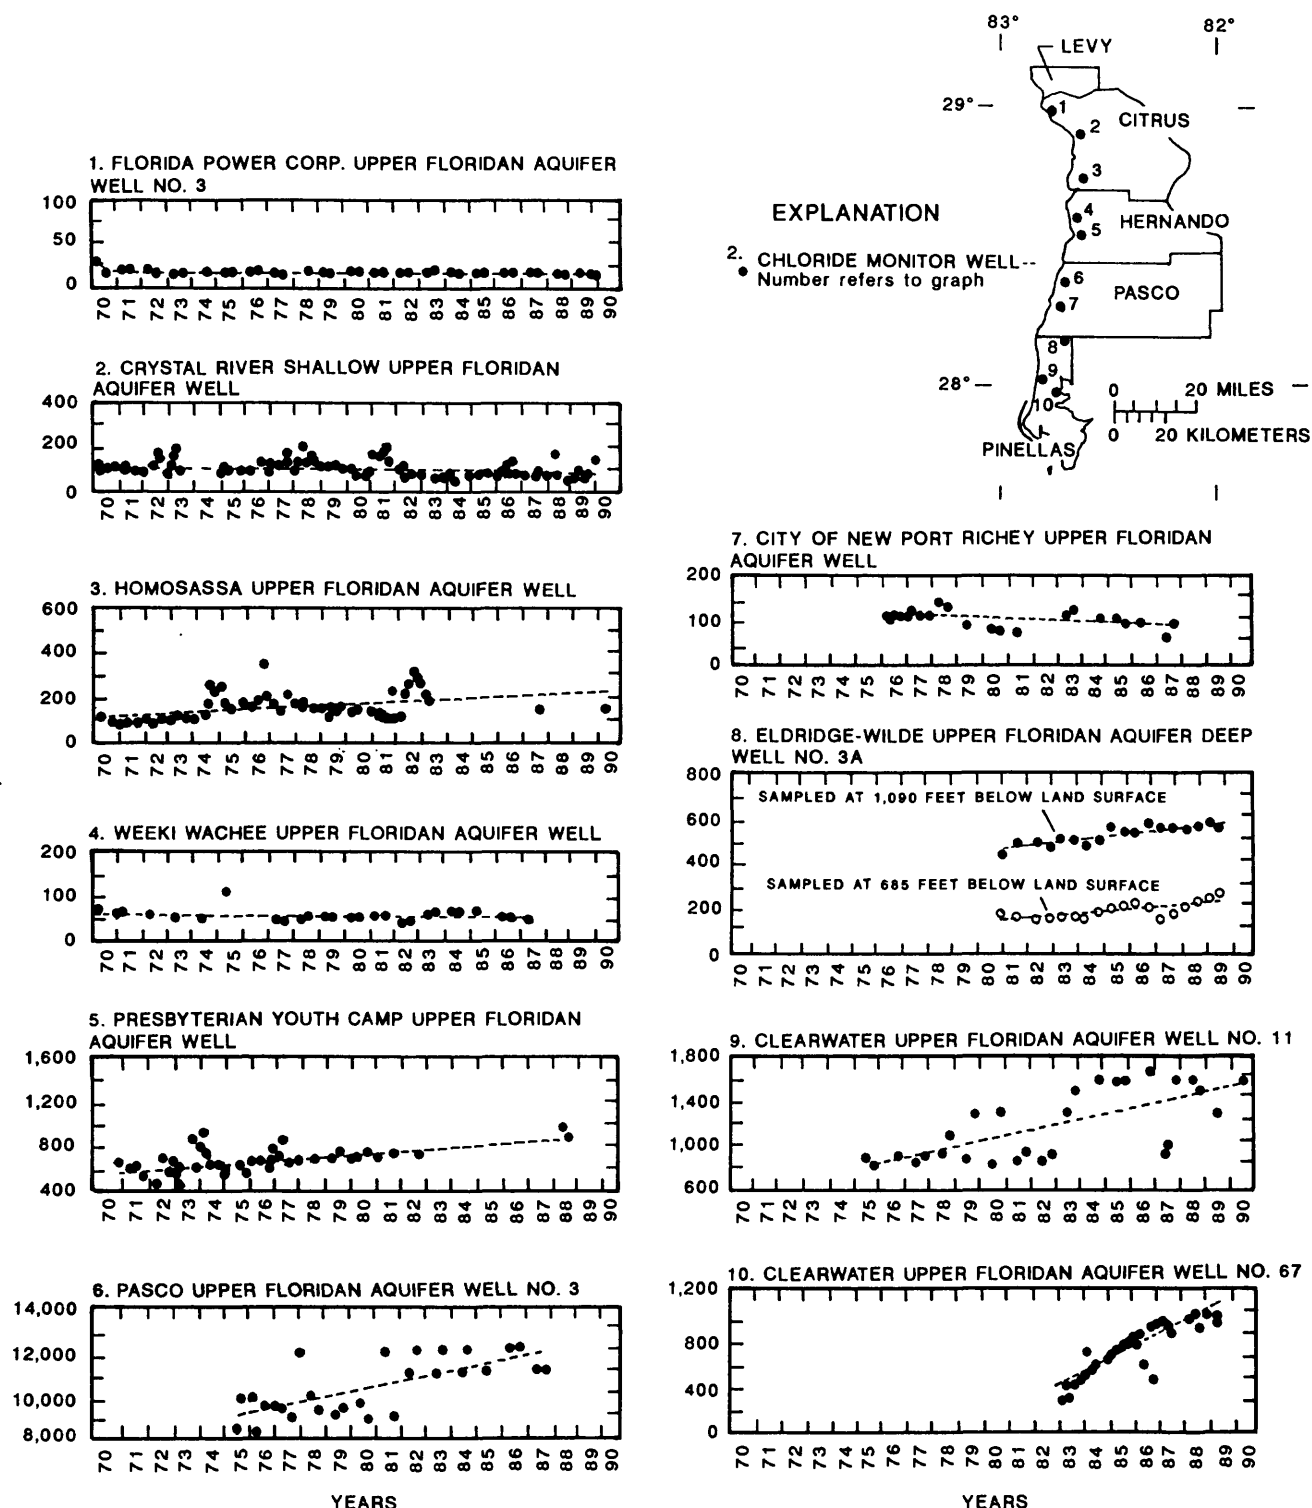 1. FLORIDA POWER CORP. UPPER FLORIDAN AQUIFER
WELL NO. 3
100
50
0
70 71 72 73 74 75 76 77 78 79 80 81 82 83 84 85 86 87 88 89 90
2. CRYSTAL RIVER SHALLOW UPPER FLORIDAN
AQUIFER WELL
400
200
0
70 71 72 73 74 75 76 77 78 79 80 81 82 83 84 85 86 87 88 89 90
3. HOMOSASSA UPPER FLORIDAN AQUIFER WELL
600
400
200
0
70 71 72 73 74 75 76 77 78 79 80 81 82 83 84 85 86 87 88 89 90
4. WEEKI WACHEE UPPER FLORIDAN AQUIFER WELL
200
100
0
70 71 72 73 74 75 76 77 78 79 80 81 82 83 84 85 86 87 88 89 90
5. PRESBYTERIAN YOUTH CAMP UPPER FLORIDAN
AQUIFER WELL
1,600
1,200
800
400
70 71 72 73 74 75 76 77 78 79 80 81 82 83 84 85 86 87 88 89 90
6. PASCO UPPER FLORIDAN AQUIFER WELL NO. 3
14,000
12,000
10,000
8,000
70 71 72 73 74 75 76 77 78 79 80 81 82 83 84 85 86 87 88 89 90
YEARS
83°
82°
LEVY
29°
1
2
CITRUS
3
4
HERNANDO
5
6
PASCO
7
8
9
28°
10
PINELLAS
0 20 MILES
0 20 KILOMETERS
EXPLANATION
2.
CHLORIDE MONITOR WELL--
Number refers to graph
7. CITY OF NEW PORT RICHEY UPPER FLORIDAN
AQUIFER WELL
200
100
0
70 71 72 73 74 75 76 77 78 79 80 81 82 83 84 85 86 87 88 89 90
8. ELDRIDGE-WILDE UPPER FLORIDAN AQUIFER DEEP
WELL NO. 3A
800
600
400
200
0
SAMPLED AT 1,090 FEET BELOW LAND SURFACE
SAMPLED AT 685 FEET BELOW LAND SURFACE
70 71 72 73 74 75 76 77 78 79 80 81 82 83 84 85 86 87 88 89 90
9. CLEARWATER UPPER FLORIDAN AQUIFER WELL NO. 11
1,800
1,400
1,000
600
70 71 72 73 74 75 76 77 78 79 80 81 82 83 84 85 86 87 88 89 90
10. CLEARWATER UPPER FLORIDAN AQUIFER WELL NO. 67
1,200
800
400
0
70 71 72 73 74 75 76 77 78 79 80 81 82 83 84 85 86 87 88 89 90
YEARS